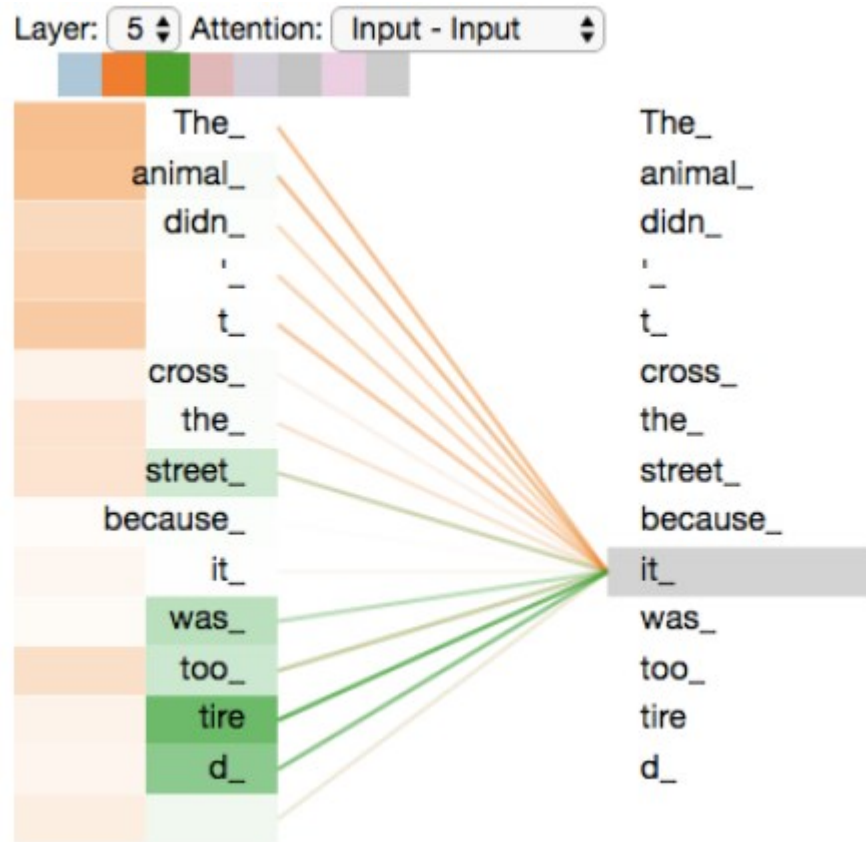 Layer: 5 Attention: Input - Input
The_ The_
animal_ animal_
didn_ didn_
'_ '_
t_ t_
cross_ cross_
the_ the_
street_ street_
because_ because_
it_ it_
was_ was_
too_ too_
tire tire
d_ d_